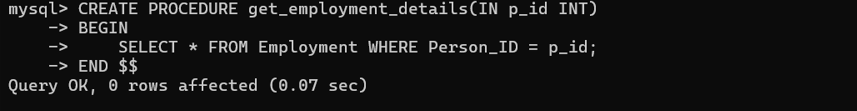 mysql> CREATE PROCEDURE get_employment_details(IN p_id INT)
    -> BEGIN
    ->     SELECT * FROM Employment WHERE Person_ID = p_id;
    -> END $$
Query OK, 0 rows affected (0.07 sec)